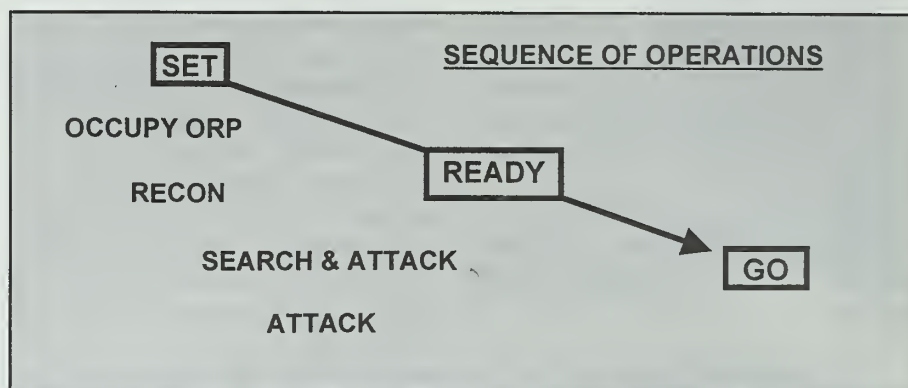 SET
SEQUENCE OF OPERATIONS
OCCUPY ORP
READY
RECON
SEARCH & ATTACK
GO
ATTACK